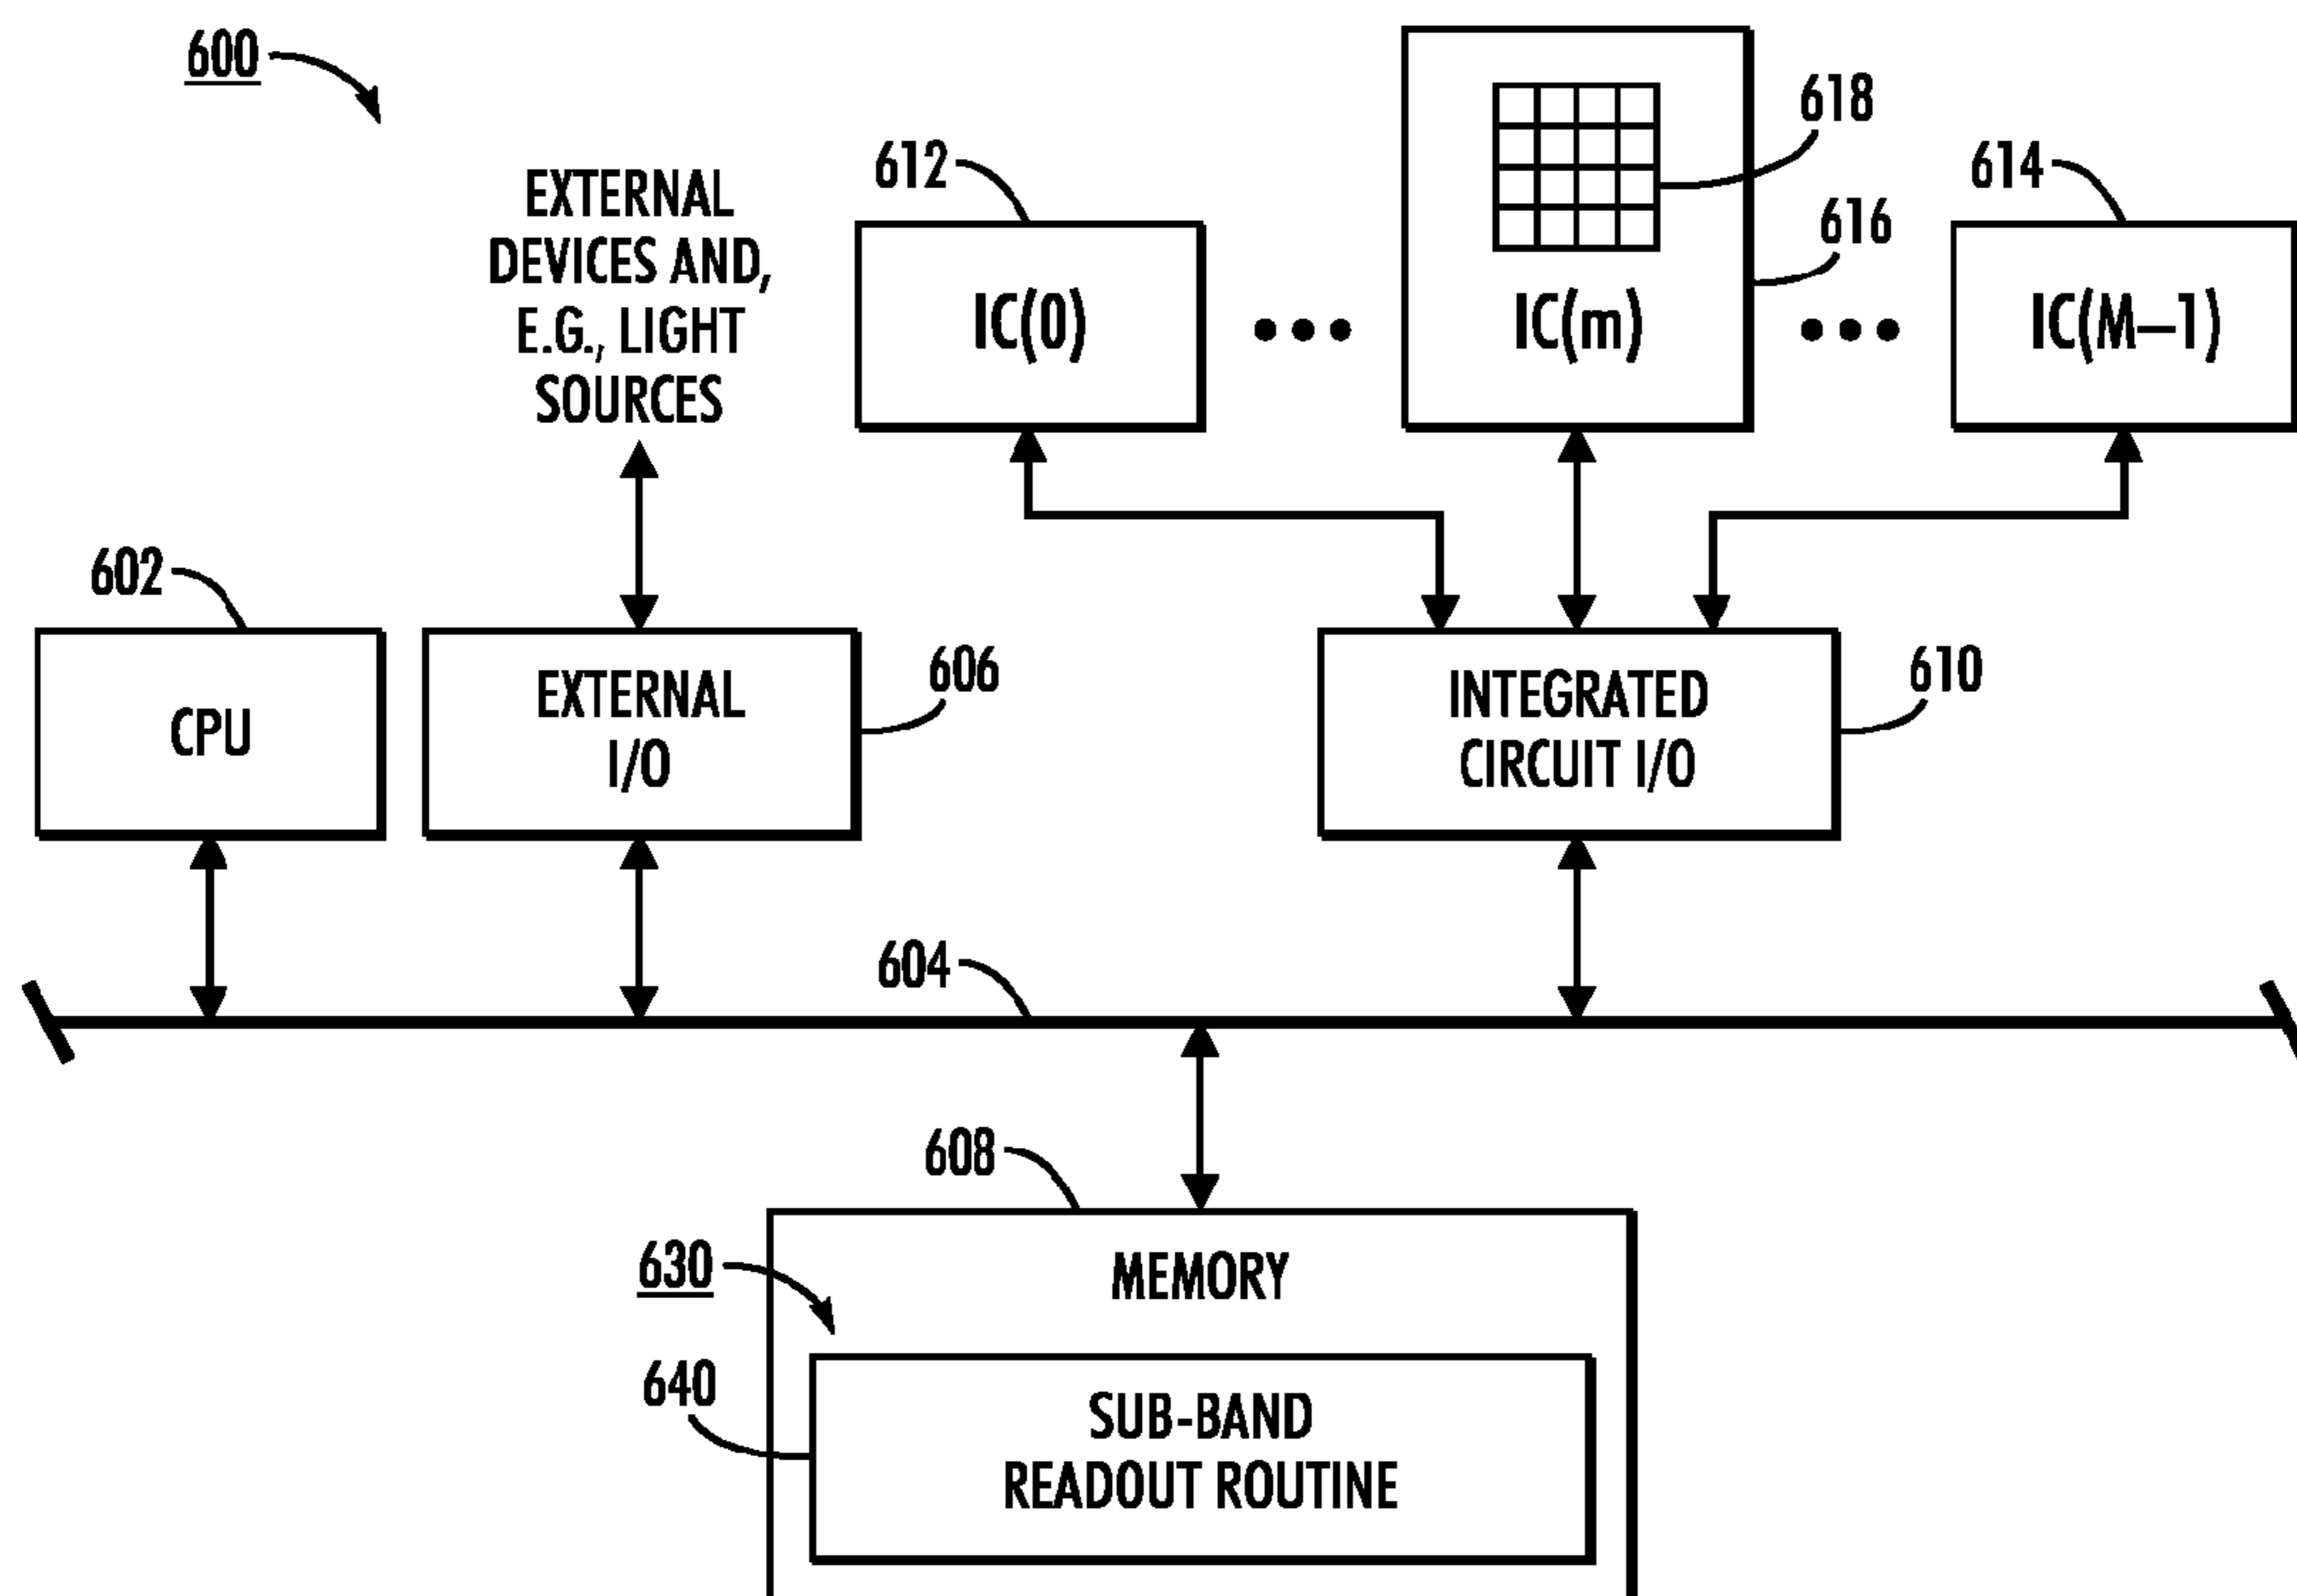 600
618
612
614
EXTERNAL
DEVICES AND,
E.G., LIGHT
SOURCES
616
IC(0)
•••
IC(m)
•••
IC(M–1)
602
606
610
CPU
EXTERNAL
I/O
INTEGRATED
CIRCUIT I/O
604
608
630
MEMORY
640
SUB-BAND
READOUT ROUTINE